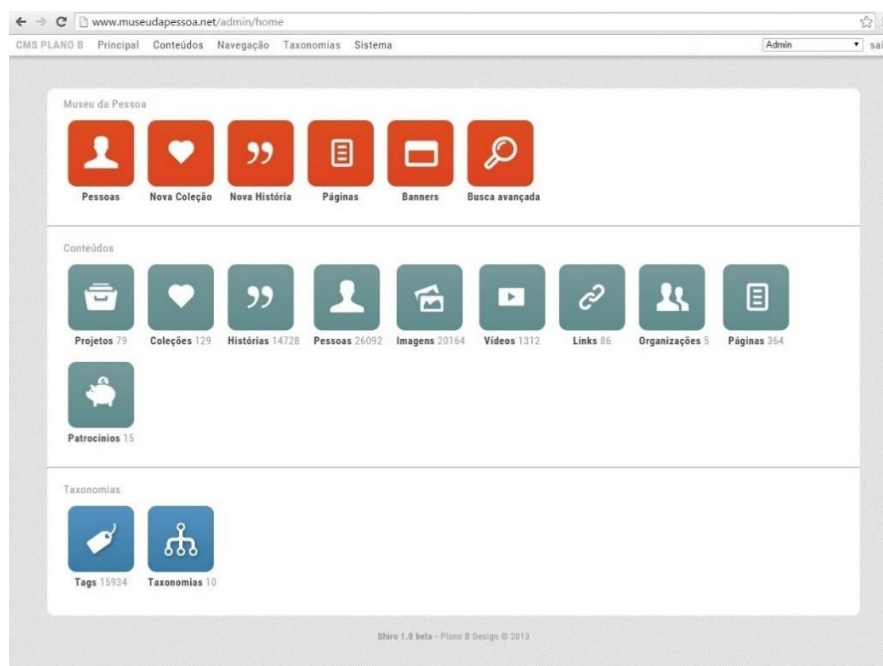 www.museudapessoa.net/admin/home
CMS PLANO B Principal Conteúdos Navegação Taxonomias Sistema Admin sai
Museu da Pessoa
Pessoas Nova Coleção Nova História Páginas Banners Busca avançada
Conteúdos
Projetos 79 Coleções 129 Histórias 14728 Pessoas 26092 Imagens 20164 Vídeos 1312 Links 86 Organizações 5 Páginas 364
Patrocínios 15
Taxonomias
Tags 15934 Taxonomias 10
Shiro 1.0 beta - Plano B Design © 2013